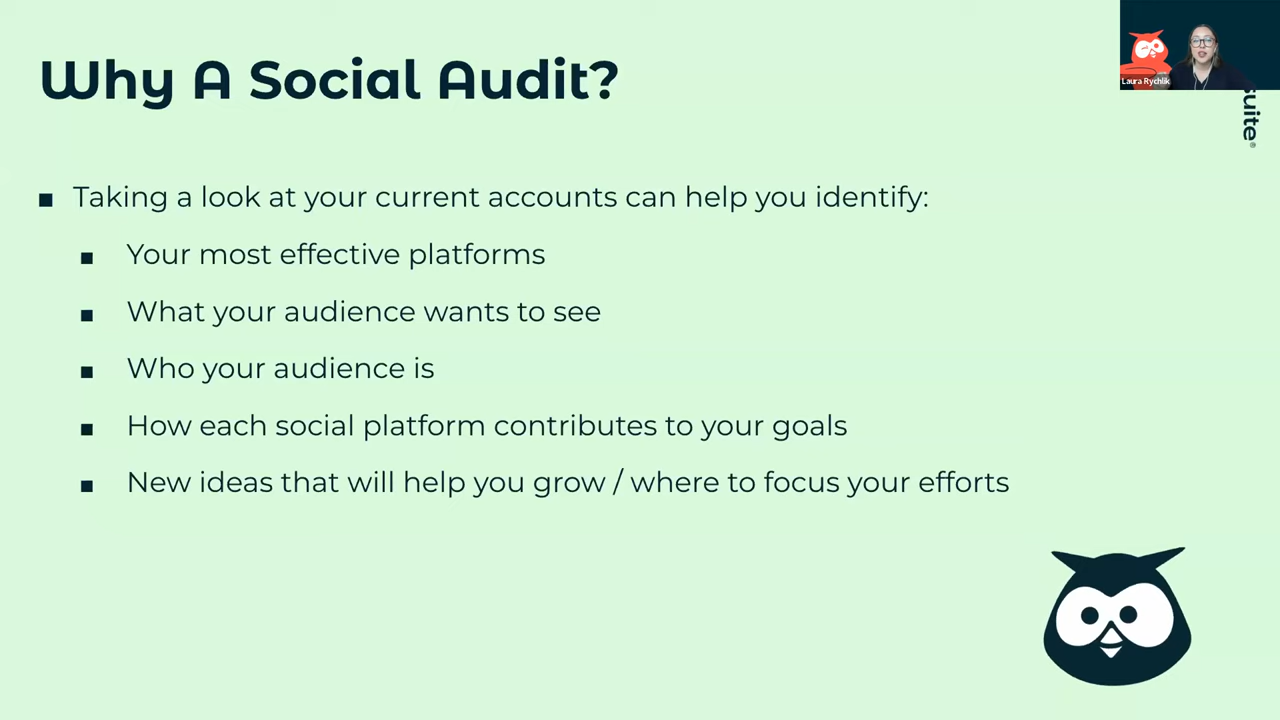 Why A Social Audit?
Laura Rychlik
suite®
■ Taking a look at your current accounts can help you identify:
■ Your most effective platforms
■ What your audience wants to see
■ Who your audience is
■ How each social platform contributes to your goals
■ New ideas that will help you grow / where to focus your efforts